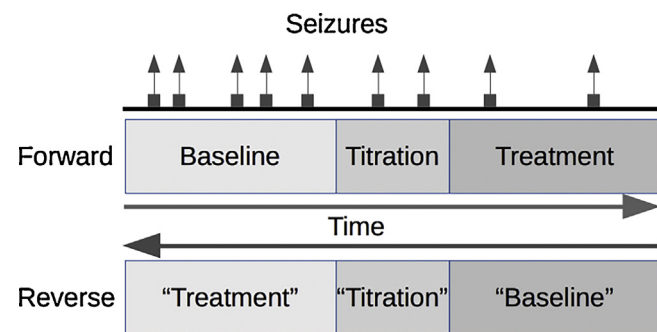 Seizures
Forward Baseline Titration Treatment
Time
Reverse “Treatment” “Titration” “Baseline”